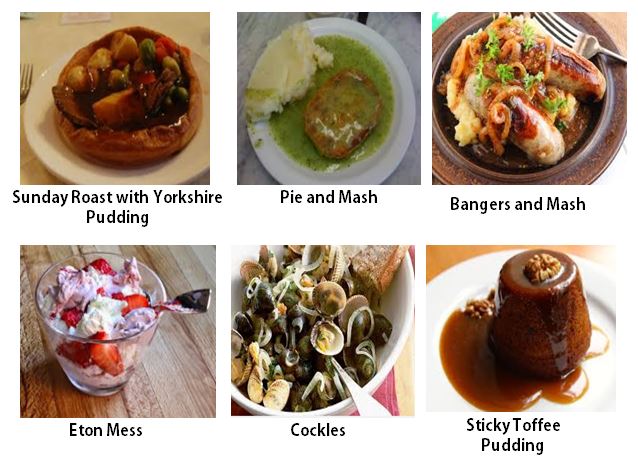 Sunday Roast with Yorkshire
Pudding
Pie and Mash
Bangers and Mash
Eton Mess
Cockles
Sticky Toffee
Pudding